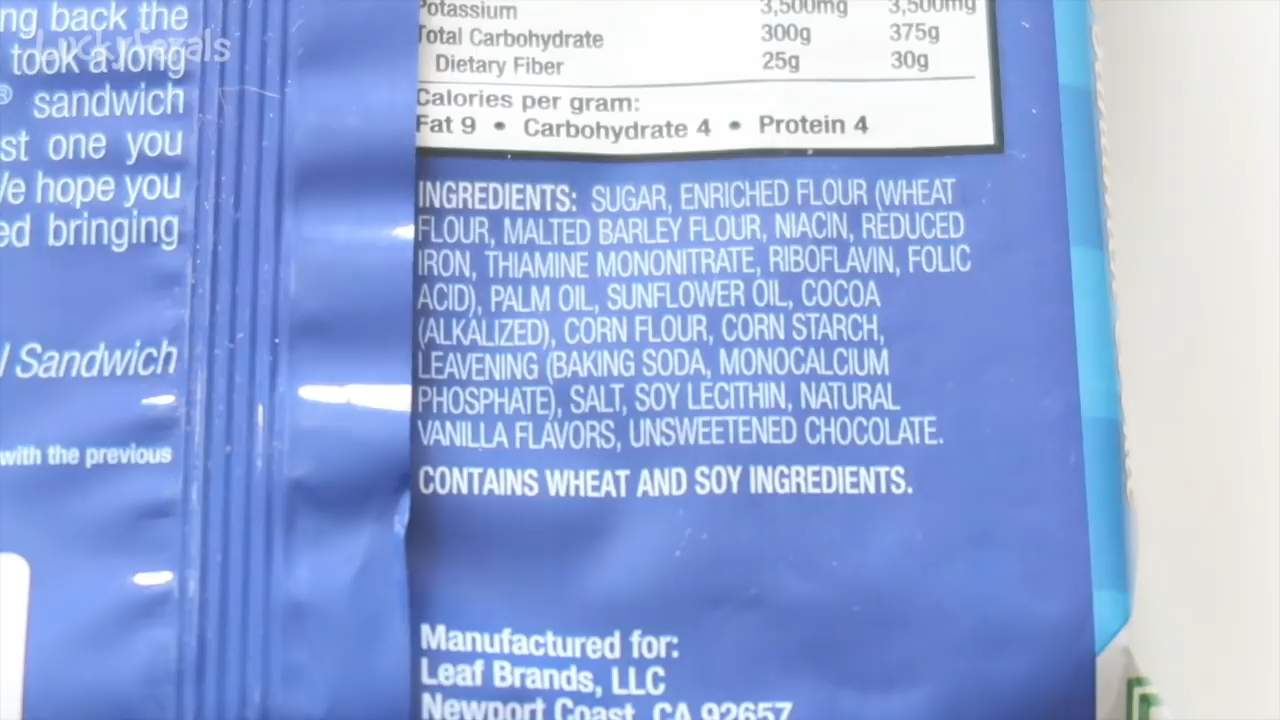 ng back the
took a long
® sandwich
st one you
We hope you
ed bringing
l Sandwich
with the previous
Potassium 3,500mg 3,500mg
Total Carbohydrate 300g 375g
Dietary Fiber 25g 30g
Calories per gram:
Fat 9 • Carbohydrate 4 • Protein 4
INGREDIENTS: SUGAR, ENRICHED FLOUR (WHEAT
FLOUR, MALTED BARLEY FLOUR, NIACIN, REDUCED
IRON, THIAMINE MONONITRATE, RIBOFLAVIN, FOLIC
ACID), PALM OIL, SUNFLOWER OIL, COCOA
(ALKALIZED), CORN FLOUR, CORN STARCH,
LEAVENING (BAKING SODA, MONOCALCIUM
PHOSPHATE), SALT, SOY LECITHIN, NATURAL
VANILLA FLAVORS, UNSWEETENED CHOCOLATE.
CONTAINS WHEAT AND SOY INGREDIENTS.
Manufactured for:
Leaf Brands, LLC
Newport Coast, CA 92657